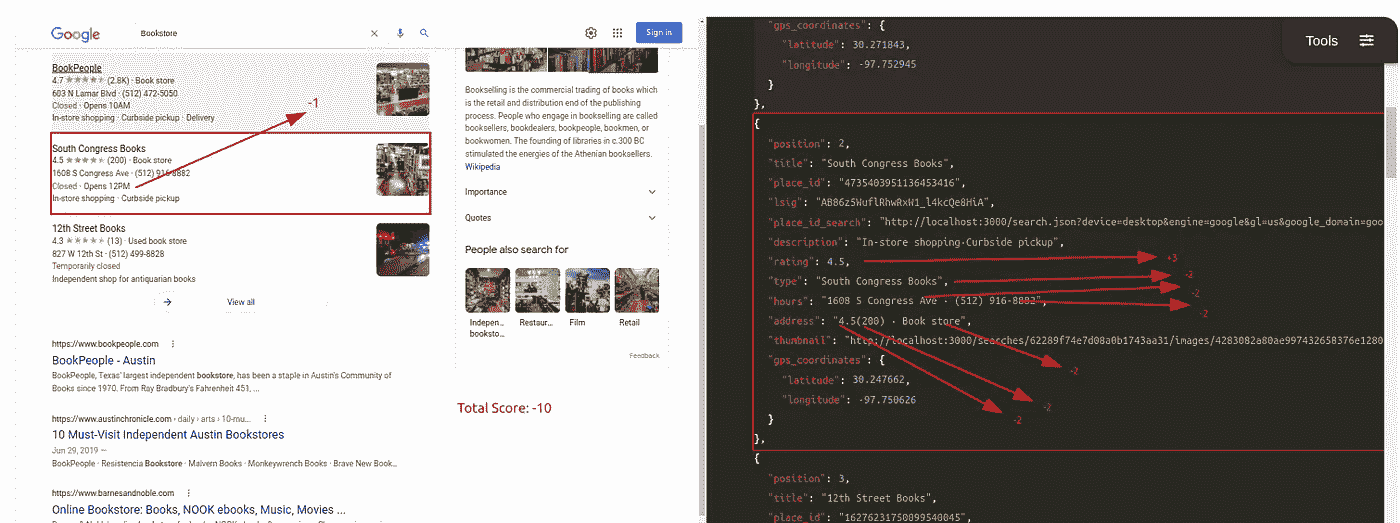 Google
Bookstore
Sign in
BookPeople
4.7 (2.8K) · Book store
603 N Lamar Blvd · (512) 472-5050
Closed · Opens 10AM
In-store shopping · Curbside pickup · Delivery
-1
South Congress Books
4.5 (200) · Book store
1608 S Congress Ave · (512) 916-8882
Closed · Opens 12PM
In-store shopping · Curbside pickup
12th Street Books
4.3 (13) · Used book store
827 W 12th St · (512) 499-8828
Temporarily closed
Independent shop for antiquarian books
View all
https://www.bookpeople.com
BookPeople - Austin
BookPeople, Texas' largest independent bookstore, has been a staple in Austin's Community of
Books since 1970. From Ray Bradbury's Fahrenheit 451, ...
https://www.austinchronicle.com › daily › arts › 10-mu...
10 Must-Visit Independent Austin Bookstores
Jun 29, 2019 —
BookPeople · Resistencia Bookstore · Malvern Books · Monkeywrench Books · Brave New Book...
https://www.barnesandnoble.com
Online Bookstore: Books, NOOK ebooks, Music, Movies ...
Bookselling is the commercial trading of books which
is the retail and distribution end of the publishing
process. People who engage in bookselling are called
booksellers, bookdealers, bookpeople, bookmen, or
bookwomen. The founding of libraries in c.300 BC
stimulated the energies of the Athenian booksellers.
Wikipedia
Importance
Quotes
People also search for
Indepen... Restaur... Film Retail
booksto...
Feedback
Total Score: -10
Tools
"gps_coordinates": {
"latitude": 30.271843,
"longitude": -97.752945
}
},
{
"position": 2,
"title": "South Congress Books",
"place_id": "4735403951136453416",
"lsig": "AB86z5WuflRhwRxW1_l4kcQe8HiA",
"place_id_search": "http://localhost:3000/search.json?device=desktop&engine=google&gl=us&google_domain=goo
"description": "In-store shopping·Curbside pickup",
"rating": 4.5,
+3
"type": "South Congress Books",
-2
-2
"hours": "1608 S Congress Ave · (512) 916-8882",
-2
"address": "4.5(200) · Book store",
"thumbnail": "http://localhost:3000/searches/62289f74e7d08a0b1743aa31/images/4283082a80ae997432658376e1280
"gps_coordinates": {
-2
"latitude": 30.247662,
"longitude": -97.750626
-2
-2
}
},
{
"position": 3,
"title": "12th Street Books",
"place_id": "16276231750099540045",